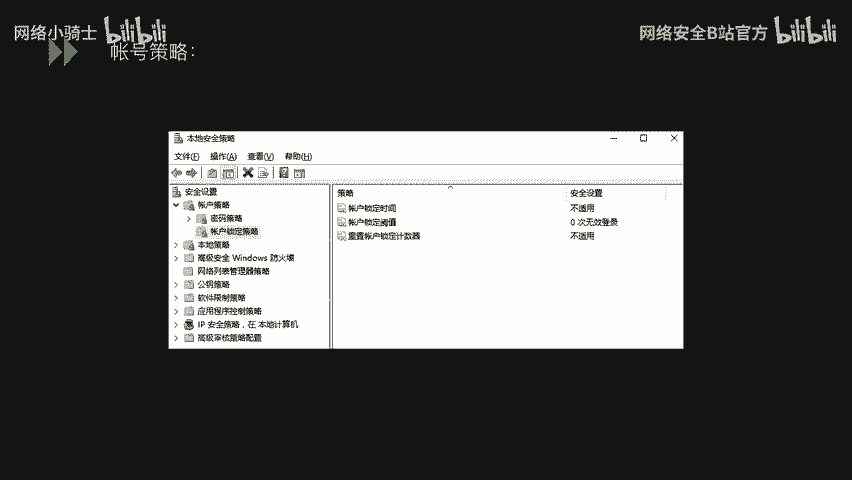 网络小骑士 bilibili
网络安全B站官方 bilibili
帐号策略：
本地安全策略
文件(F) 操作(A) 查看(V) 帮助(H)
安全设置
帐户策略
密码策略
帐户锁定策略
本地策略
高级安全 Windows 防火墙
网络列表管理器策略
公钥策略
软件限制策略
应用程序控制策略
IP 安全策略，在 本地计算机
高级审核策略配置
策略 安全设置
帐户锁定时间 不适用
帐户锁定阈值 0 次无效登录
重置帐户锁定计数器 不适用